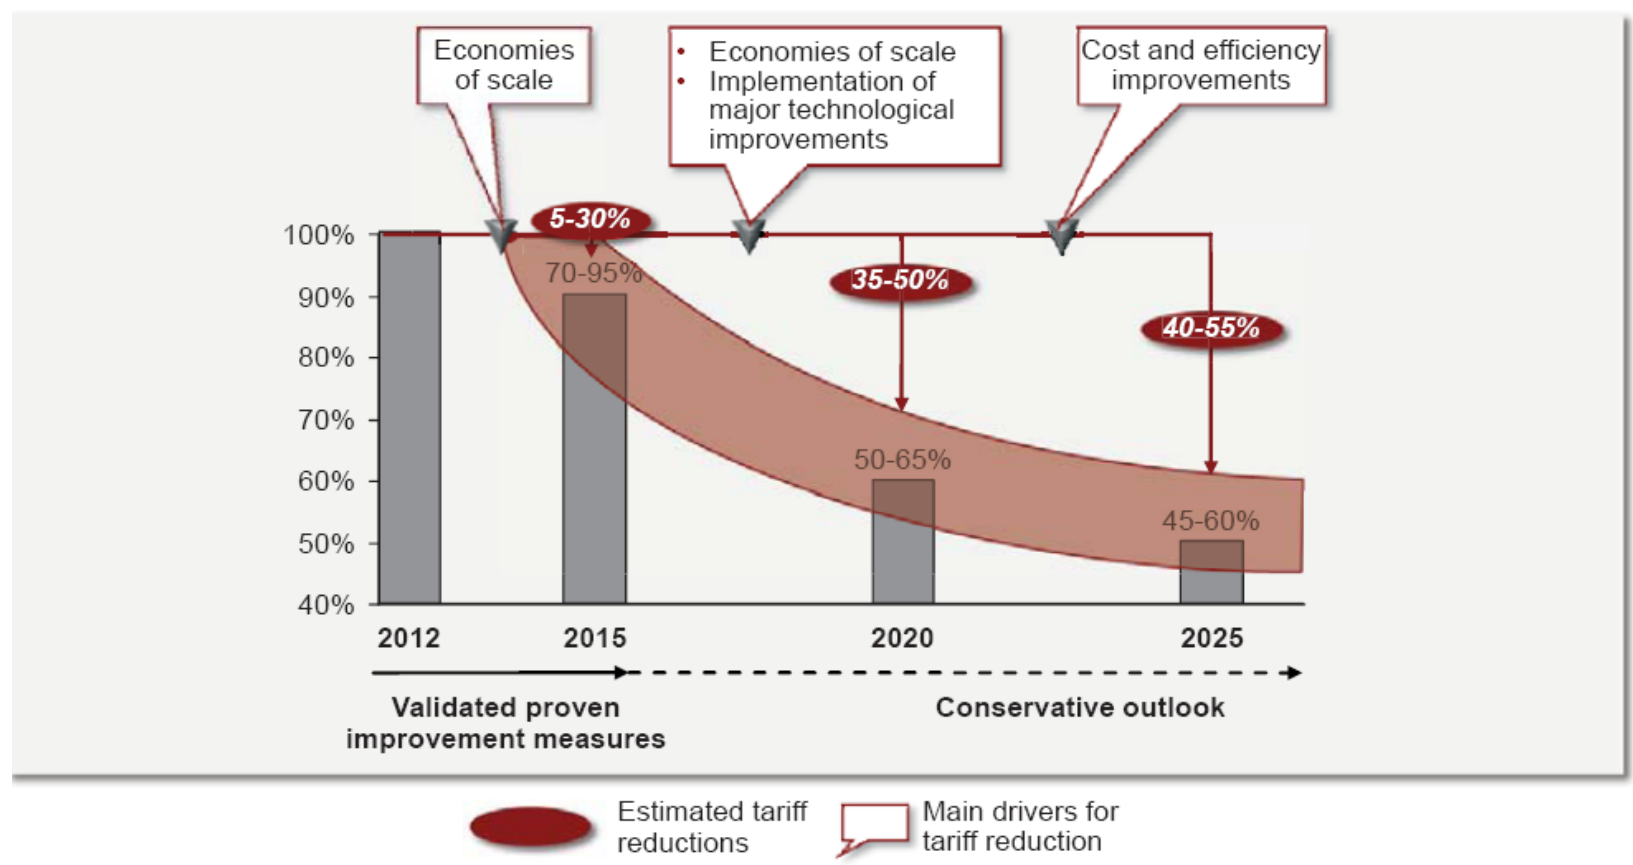 Economies
of scale
• Economies of scale
• Implementation of
major technological
improvements
Cost and efficiency
improvements
100%
90%
80%
70%
60%
50%
40%
5-30%
70-95%
35-50%
50-65%
40-55%
45-60%
2012
2015
2020
2025
Validated proven
improvement measures
Conservative outlook
Estimated tariff
reductions
Main drivers for
tariff reduction